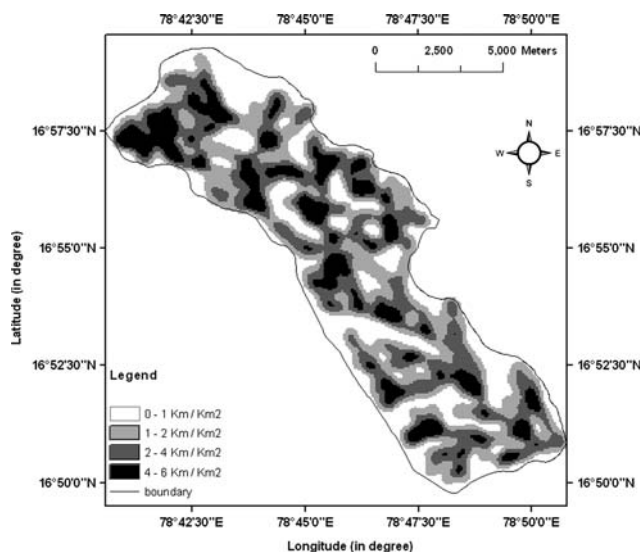 78°42'30"E 78°45'0"E 78°47'30"E 78°50'0"E
0 2,500 5,000 Meters
16°57'30"N 16°57'30"N
N
W E
S
16°55'0"N 16°55'0"N
Latitude (in degree)
16°52'30"N 16°52'30"N
Legend
0 - 1 Km / Km2
1 - 2 Km / Km2
2 - 4 Km / Km2
4 - 6 Km / Km2
boundary
16°50'0"N 16°50'0"N
78°42'30"E 78°45'0"E 78°47'30"E 78°50'0"E
Longitude (in degree)